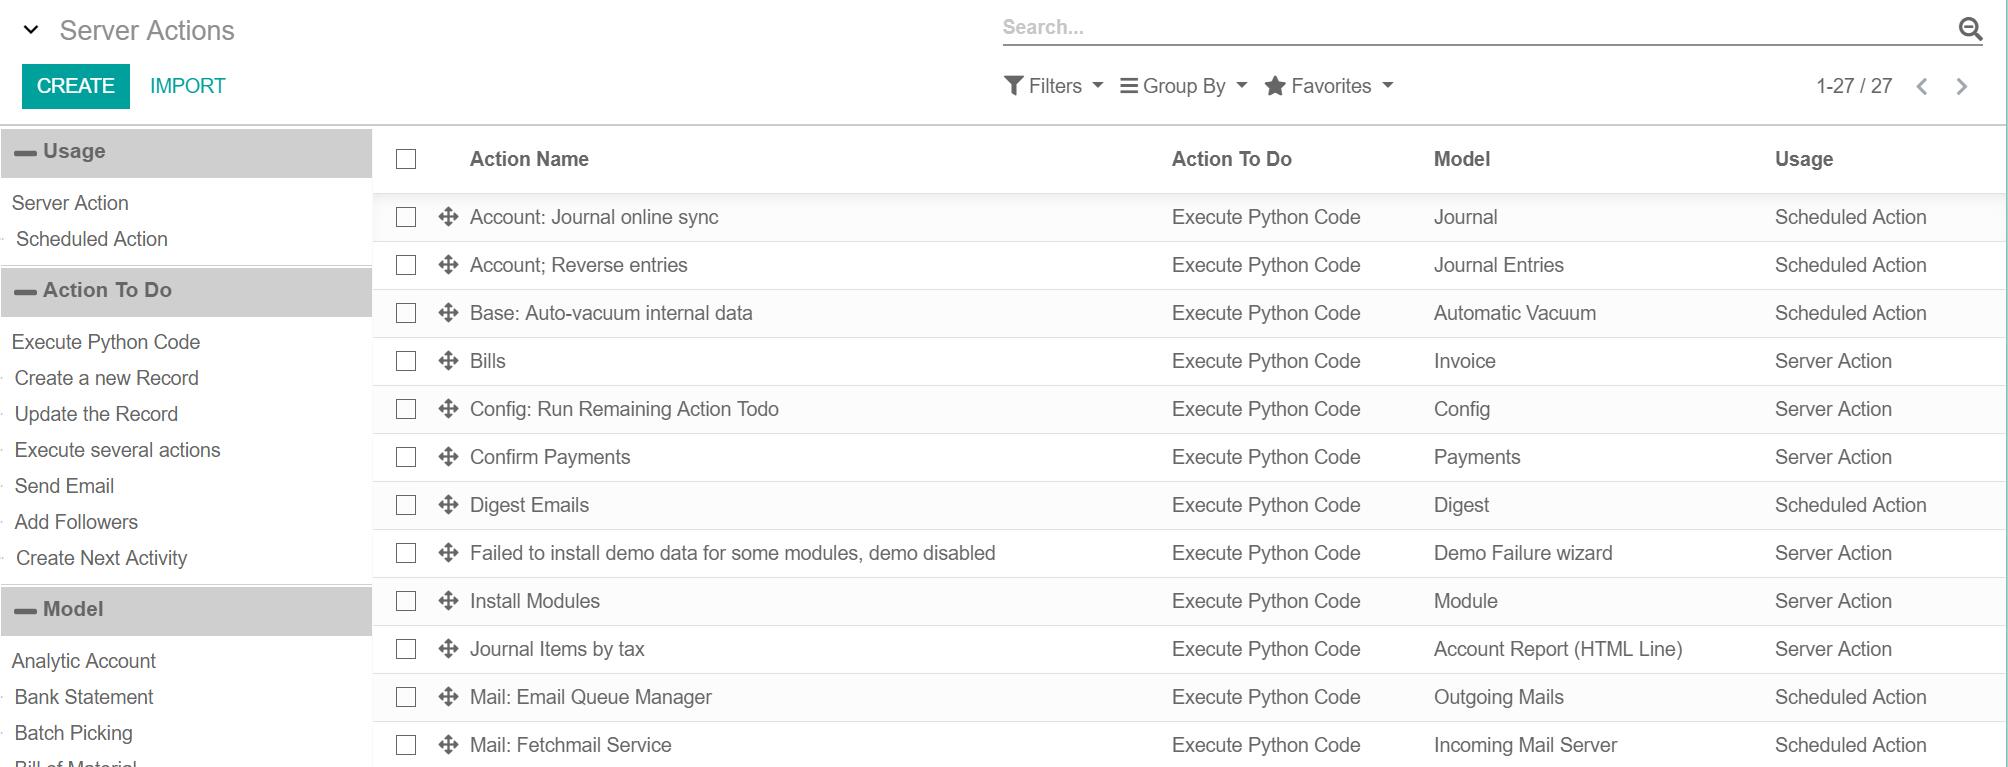 Server Actions
Search...
CREATE IMPORT
Filters Group By Favorites 1-27 / 27
Usage
Server Action
Scheduled Action
Action To Do
Execute Python Code
Create a new Record
Update the Record
Execute several actions
Send Email
Add Followers
Create Next Activity
Model
Analytic Account
Bank Statement
Batch Picking
Bill of Material
Action Name Action To Do Model Usage
Account: Journal online sync Execute Python Code Journal Scheduled Action
Account; Reverse entries Execute Python Code Journal Entries Scheduled Action
Base: Auto-vacuum internal data Execute Python Code Automatic Vacuum Scheduled Action
Bills Execute Python Code Invoice Server Action
Config: Run Remaining Action Todo Execute Python Code Config Server Action
Confirm Payments Execute Python Code Payments Server Action
Digest Emails Execute Python Code Digest Scheduled Action
Failed to install demo data for some modules, demo disabled Execute Python Code Demo Failure wizard Server Action
Install Modules Execute Python Code Module Server Action
Journal Items by tax Execute Python Code Account Report (HTML Line) Server Action
Mail: Email Queue Manager Execute Python Code Outgoing Mails Scheduled Action
Mail: Fetchmail Service Execute Python Code Incoming Mail Server Scheduled Action